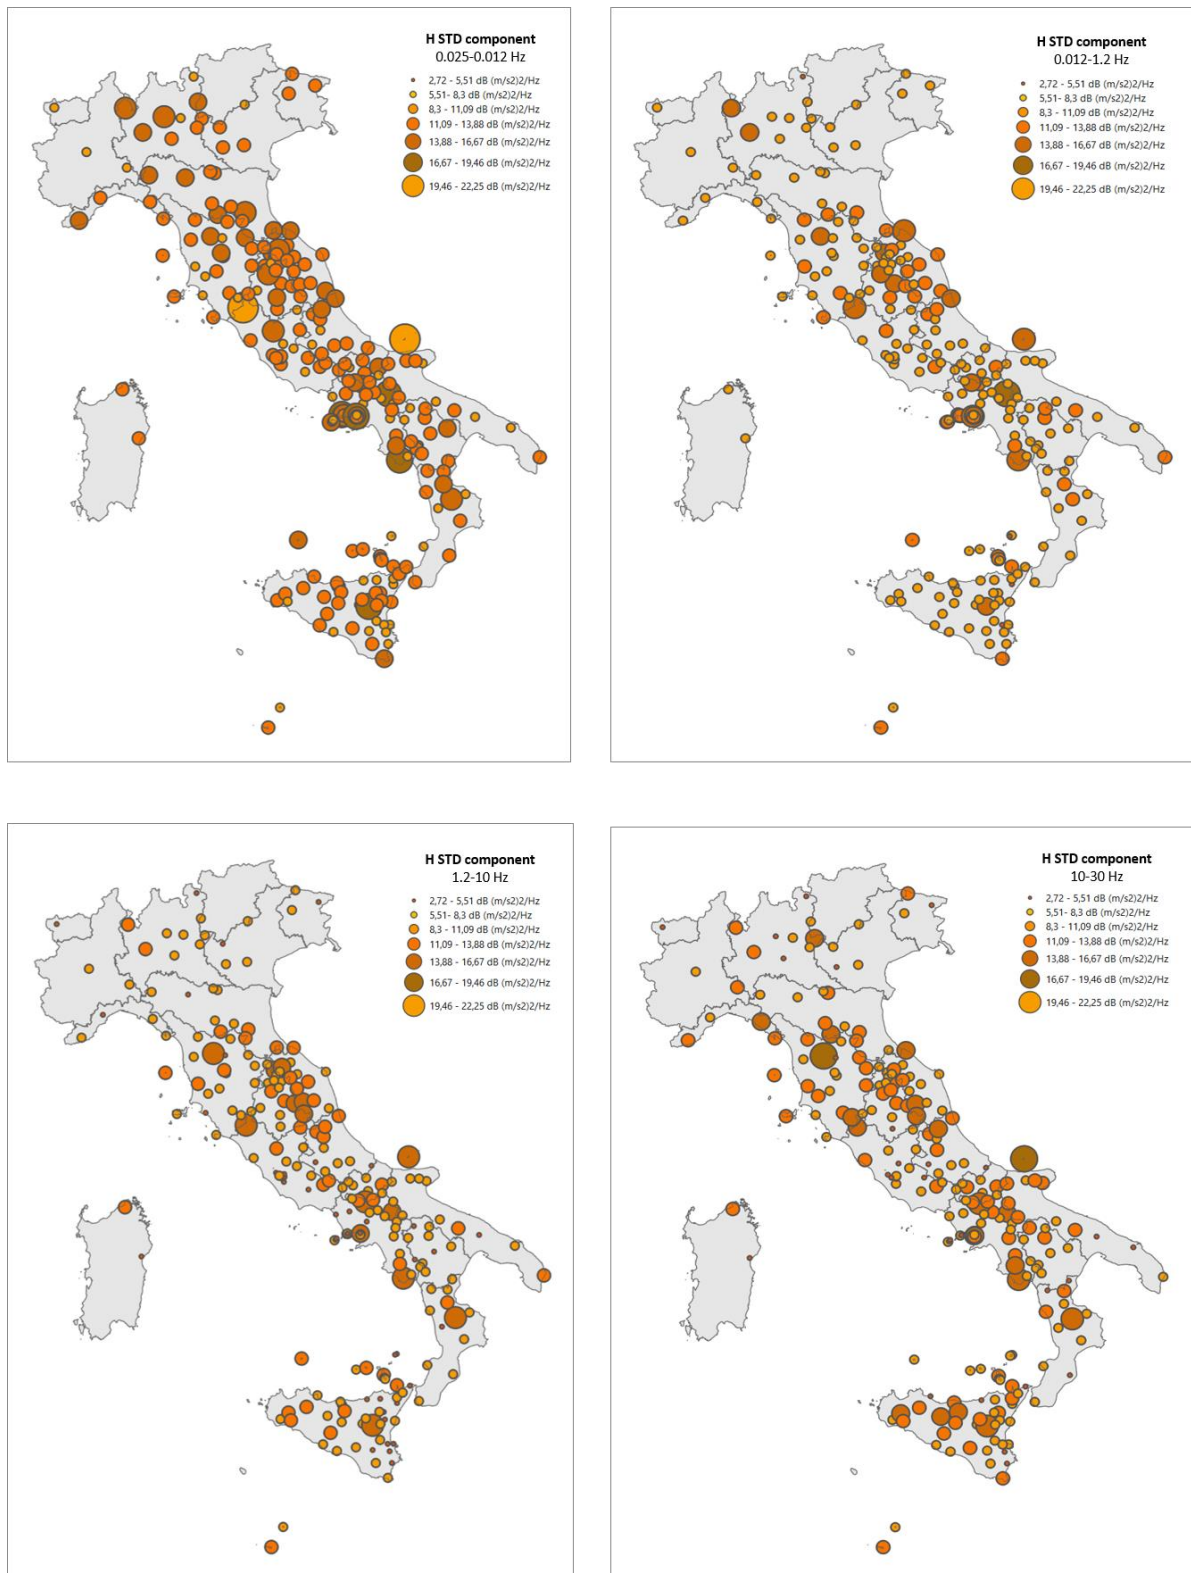 H STD component
0.025-0.012 Hz
2,72 - 5,51 dB (m/s2)2/Hz
5,51- 8,3 dB (m/s2)2/Hz
8,3 - 11,09 dB (m/s2)2/Hz
11,09 - 13,88 dB (m/s2)2/Hz
13,88 - 16,67 dB (m/s2)2/Hz
16,67 - 19,46 dB (m/s2)2/Hz
19,46 - 22,25 dB (m/s2)2/Hz
H STD component
0.012-1.2 Hz
2,72 - 5,51 dB (m/s2)2/Hz
5,51- 8,3 dB (m/s2)2/Hz
8,3 - 11,09 dB (m/s2)2/Hz
11,09 - 13,88 dB (m/s2)2/Hz
13,88 - 16,67 dB (m/s2)2/Hz
16,67 - 19,46 dB (m/s2)2/Hz
19,46 - 22,25 dB (m/s2)2/Hz
H STD component
1.2-10 Hz
2,72 - 5,51 dB (m/s2)2/Hz
5,51- 8,3 dB (m/s2)2/Hz
8,3 - 11,09 dB (m/s2)2/Hz
11,09 - 13,88 dB (m/s2)2/Hz
13,88 - 16,67 dB (m/s2)2/Hz
16,67 - 19,46 dB (m/s2)2/Hz
19,46 - 22,25 dB (m/s2)2/Hz
H STD component
10-30 Hz
2,72 - 5,51 dB (m/s2)2/Hz
5,51- 8,3 dB (m/s2)2/Hz
8,3 - 11,09 dB (m/s2)2/Hz
11,09 - 13,88 dB (m/s2)2/Hz
13,88 - 16,67 dB (m/s2)2/Hz
16,67 - 19,46 dB (m/s2)2/Hz
19,46 - 22,25 dB (m/s2)2/Hz